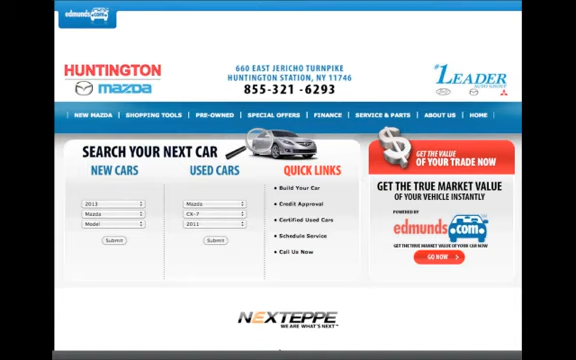 edmunds.com
HUNTINGTON
mazda
660 EAST JERICHO TURNPIKE
HUNTINGTON STATION, NY 11746
855-321 -6293
#1 LEADER
AUTO GROUP
NEW MAZDA | SHOPPING TOOLS | PRE-OWNED | SPECIAL OFFERS | FINANCE | SERVICE & PARTS | ABOUT US | HOME
SEARCH YOUR NEXT CAR
NEW CARS
2013
Mazda
Model
Submit
USED CARS
Mazda
CX-7
2011
Submit
QUICK LINKS
• Build Your Car
• Credit Approval
• Certified Used Cars
• Schedule Service
• Call Us Now
GET THE VALUE
OF YOUR TRADE NOW
GET THE TRUE MARKET VALUE
OF YOUR VEHICLE INSTANTLY
POWERED BY
edmunds.com
GET THE TRUE MARKET VALUE OF YOUR CAR NOW
GO NOW
NEXTEPPE
WE ARE WHAT'S NEXT™